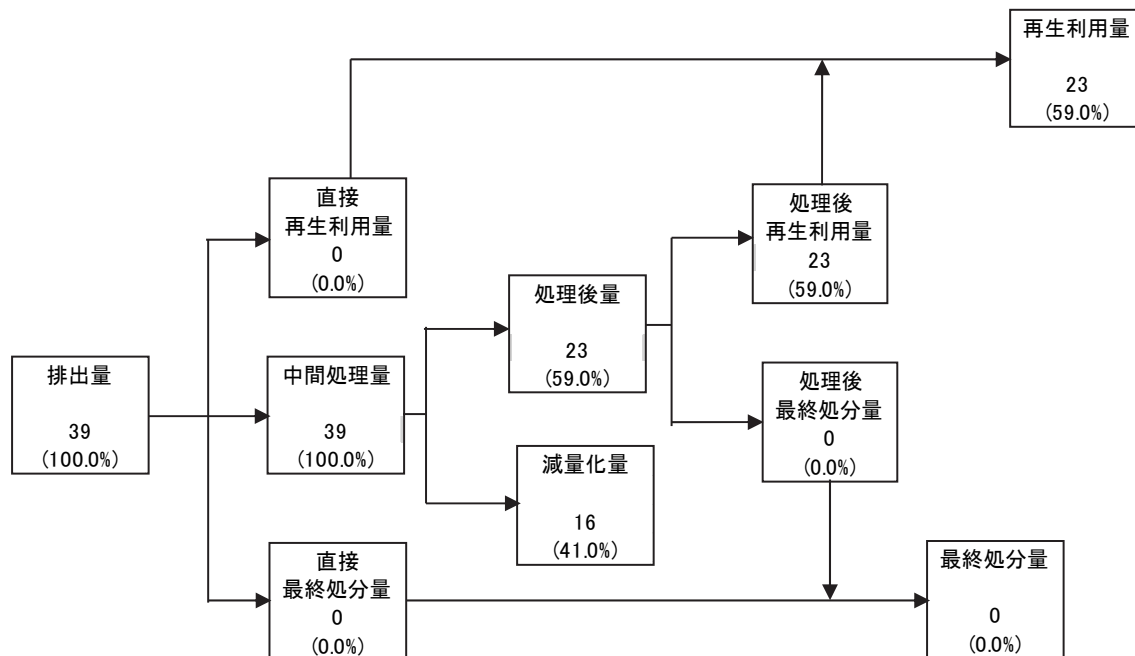 再生利用量
23
(59.0%)
直接
再生利用量
0
(0.0%)
処理後
再生利用量
23
(59.0%)
処理後量
23
(59.0%)
排出量
39
(100.0%)
中間処理量
39
(100.0%)
処理後
最終処分量
0
(0.0%)
減量化量
16
(41.0%)
直接
最終処分量
0
(0.0%)
最終処分量
0
(0.0%)